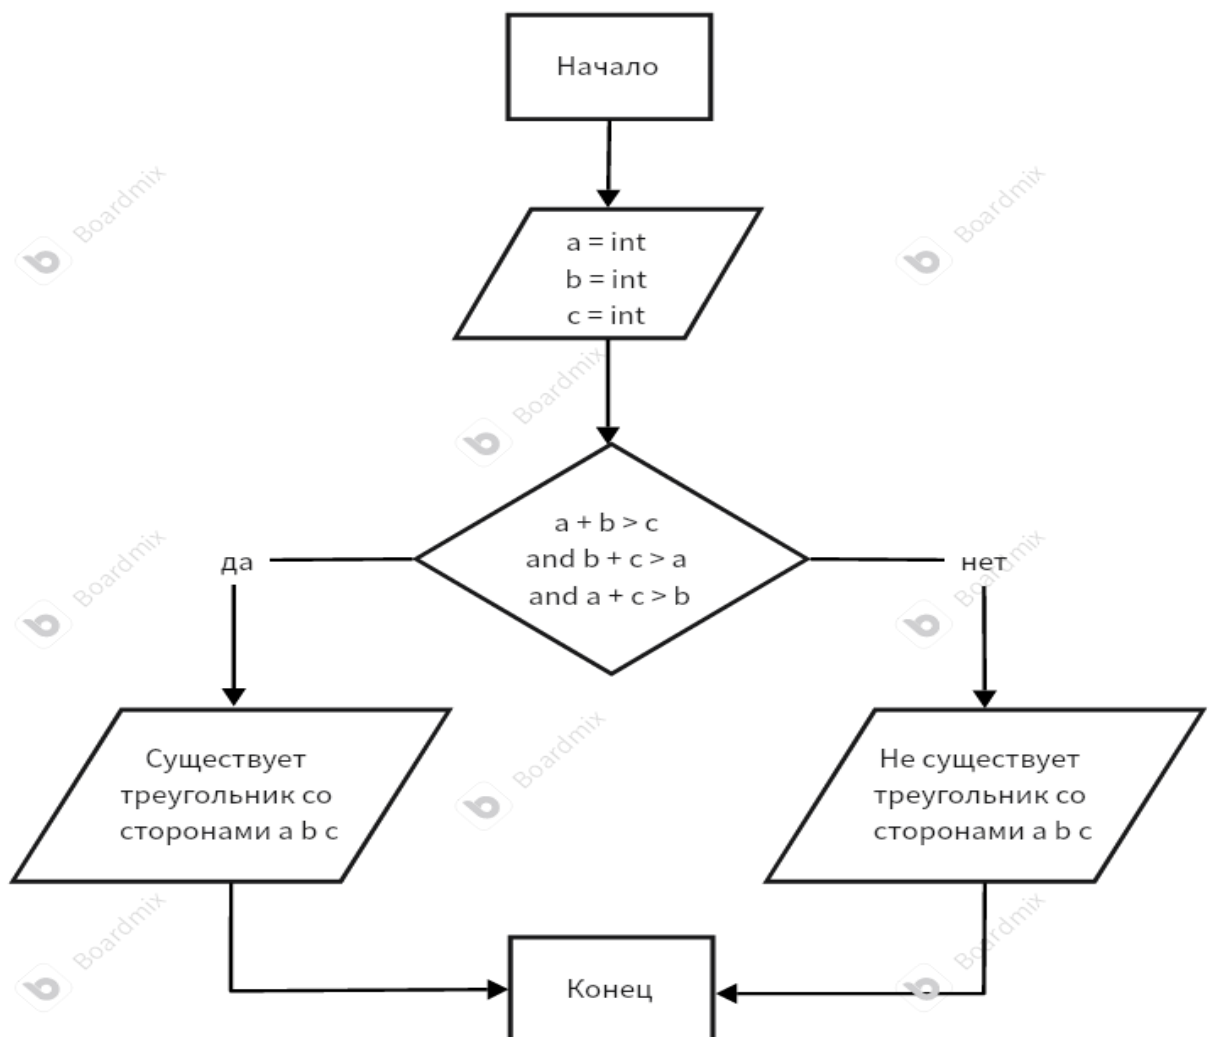 Начало
Boardmix
Boardmix
a = int
b = int
c = int
Boardmix
a + b > c
and b + c > a
and a + c > b
да
нет
Boardmix
Boardmix
Существует
треугольник со
сторонами a b c
Не существует
треугольник со
сторонами a b c
Boardmix
Boardmix
Boardmix
Конец